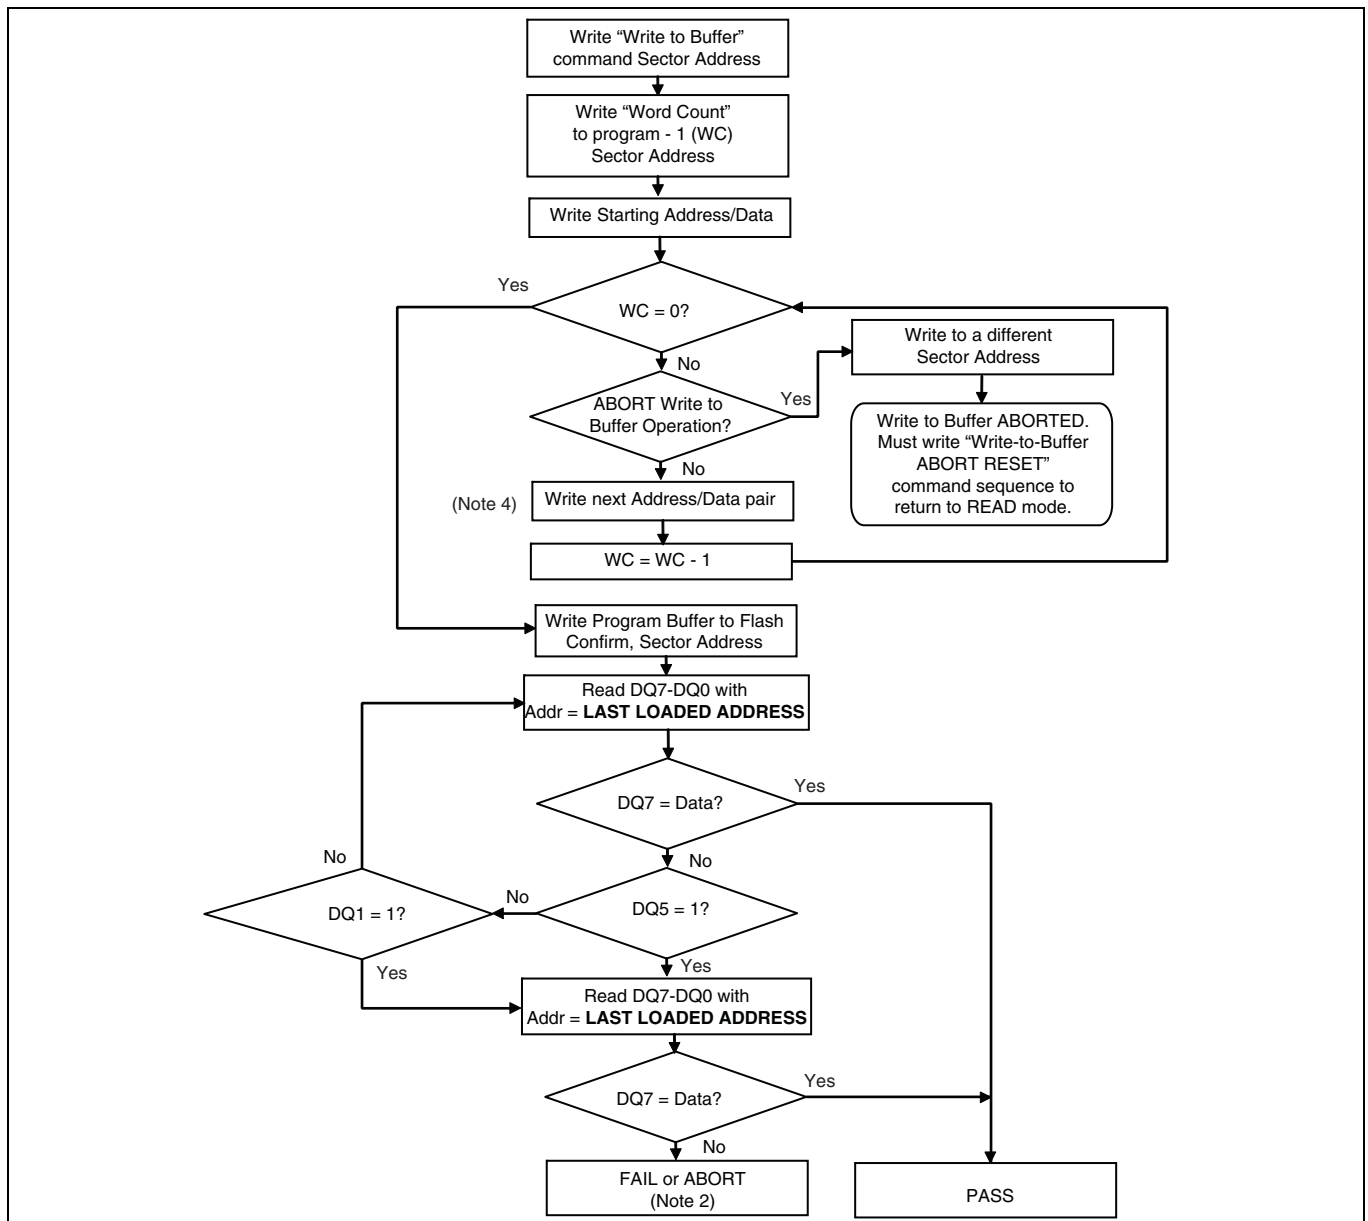 Write “Write to Buffer”
command Sector Address
Write “Word Count”
to program - 1 (WC)
Sector Address
Write Starting Address/Data
Yes
WC = 0?
No
Write to a different
Sector Address
ABORT Write to
Buffer Operation?
Yes
Write to Buffer ABORTED.
Must write “Write-to-Buffer
ABORT RESET”
command sequence to
return to READ mode.
No
(Note 4)
Write next Address/Data pair
WC = WC - 1
Write Program Buffer to Flash
Confirm, Sector Address
Read DQ7-DQ0 with
Addr = LAST LOADED ADDRESS
DQ7 = Data?
Yes
No
No
DQ1 = 1?
No
DQ5 = 1?
Yes
Yes
Read DQ7-DQ0 with
Addr = LAST LOADED ADDRESS
DQ7 = Data?
Yes
No
FAIL or ABORT
(Note 2)
PASS